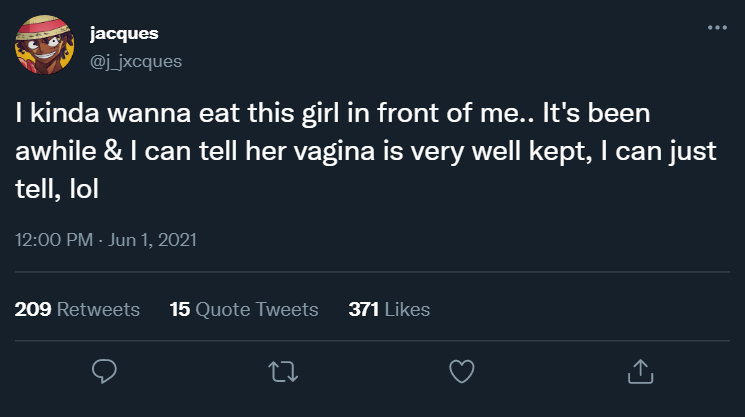 jacques
@j_jxcques
I kinda wanna eat this girl in front of me.. It's been
awhile & I can tell her vagina is very well kept, I can just
tell, lol
12:00 PM · Jun 1, 2021
209 Retweets 15 Quote Tweets 371 Likes